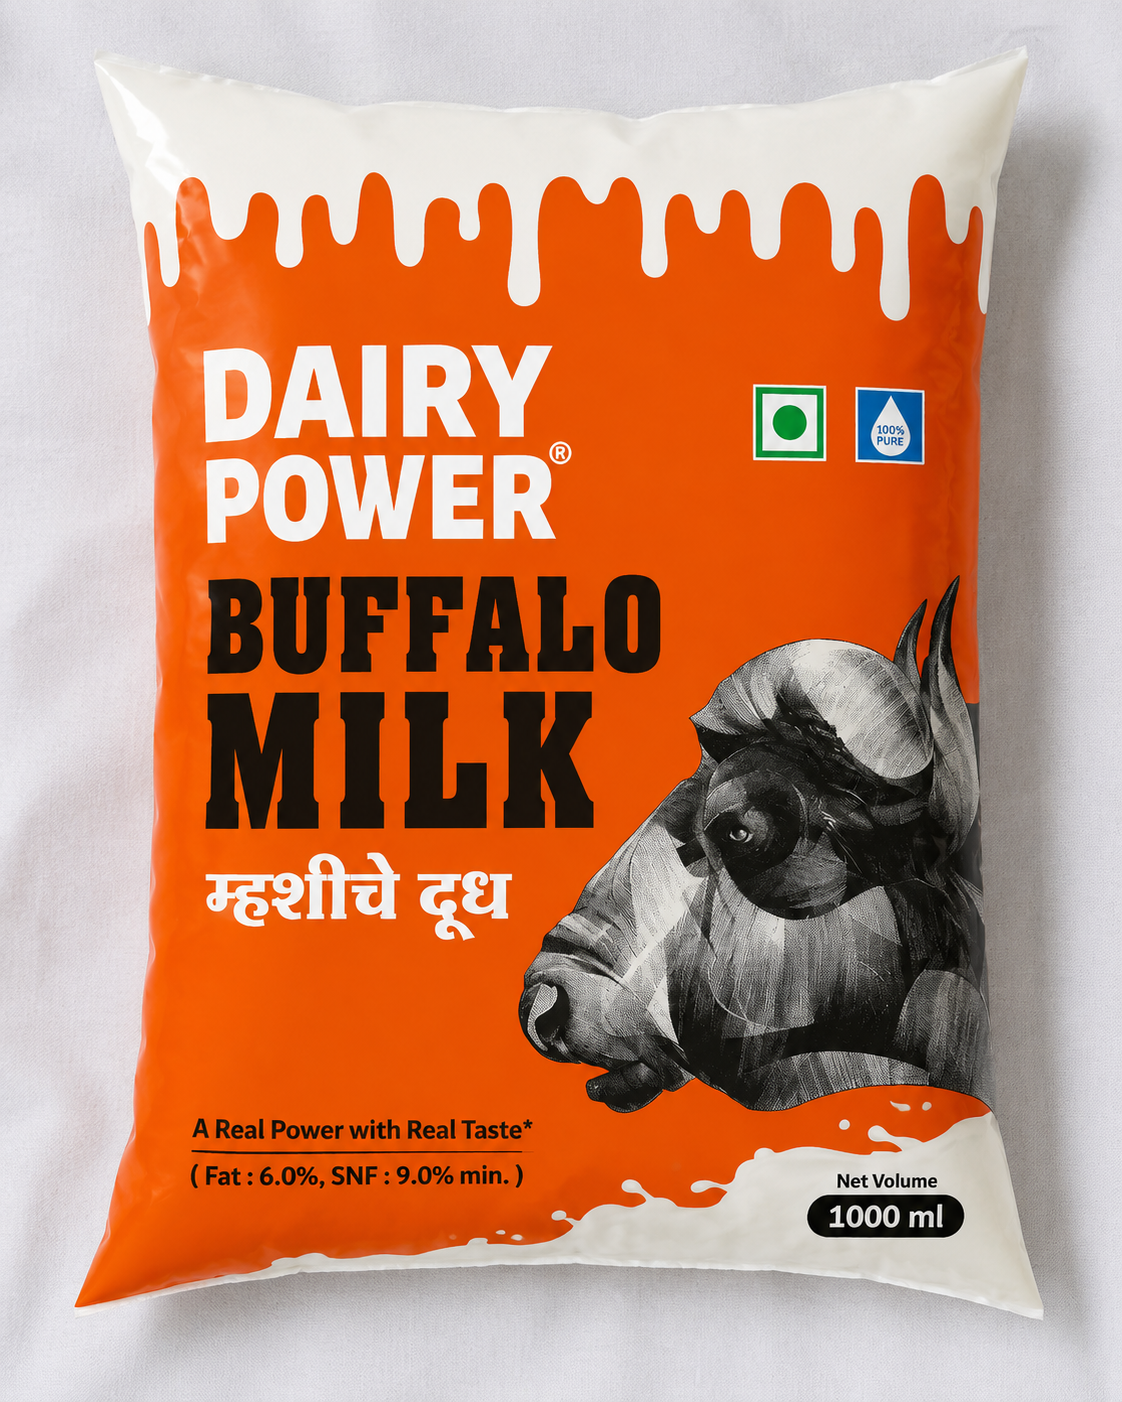 DAIRY
POWER®
100%
PURE
BUFFALO
MILK
म्हशीचे दूध
A Real Power with Real Taste*
( Fat : 6.0%, SNF : 9.0% min. )
Net Volume
1000 ml